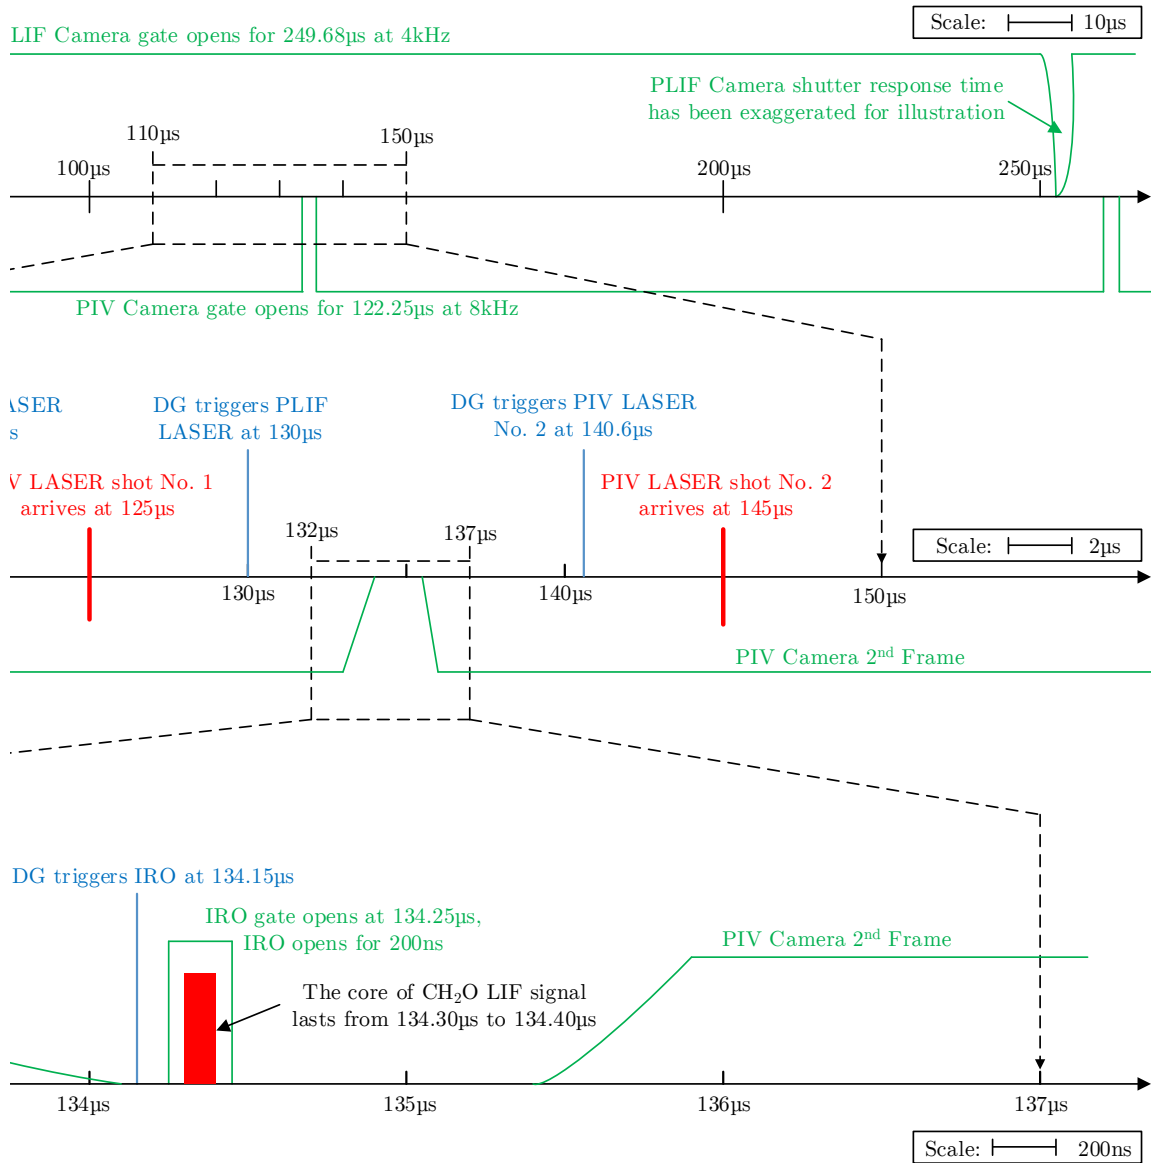 Scale: 10µs
LIF Camera gate opens for 249.68µs at 4kHz
PLIF Camera shutter response time
has been exaggerated for illustration
110µs
150µs
100µs
200µs
250µs
PIV Camera gate opens for 122.25µs at 8kHz
ASER
s
DG triggers PLIF
LASER at 130µs
DG triggers PIV LASER
No. 2 at 140.6µs
V LASER shot No. 1
arrives at 125µs
PIV LASER shot No. 2
arrives at 145µs
132µs
137µs
Scale: 2µs
130µs
140µs
150µs
PIV Camera 2nd Frame
DG triggers IRO at 134.15µs
IRO gate opens at 134.25µs,
IRO opens for 200ns
PIV Camera 2nd Frame
The core of CH₂O LIF signal
lasts from 134.30µs to 134.40µs
134µs
135µs
136µs
137µs
Scale: 200ns